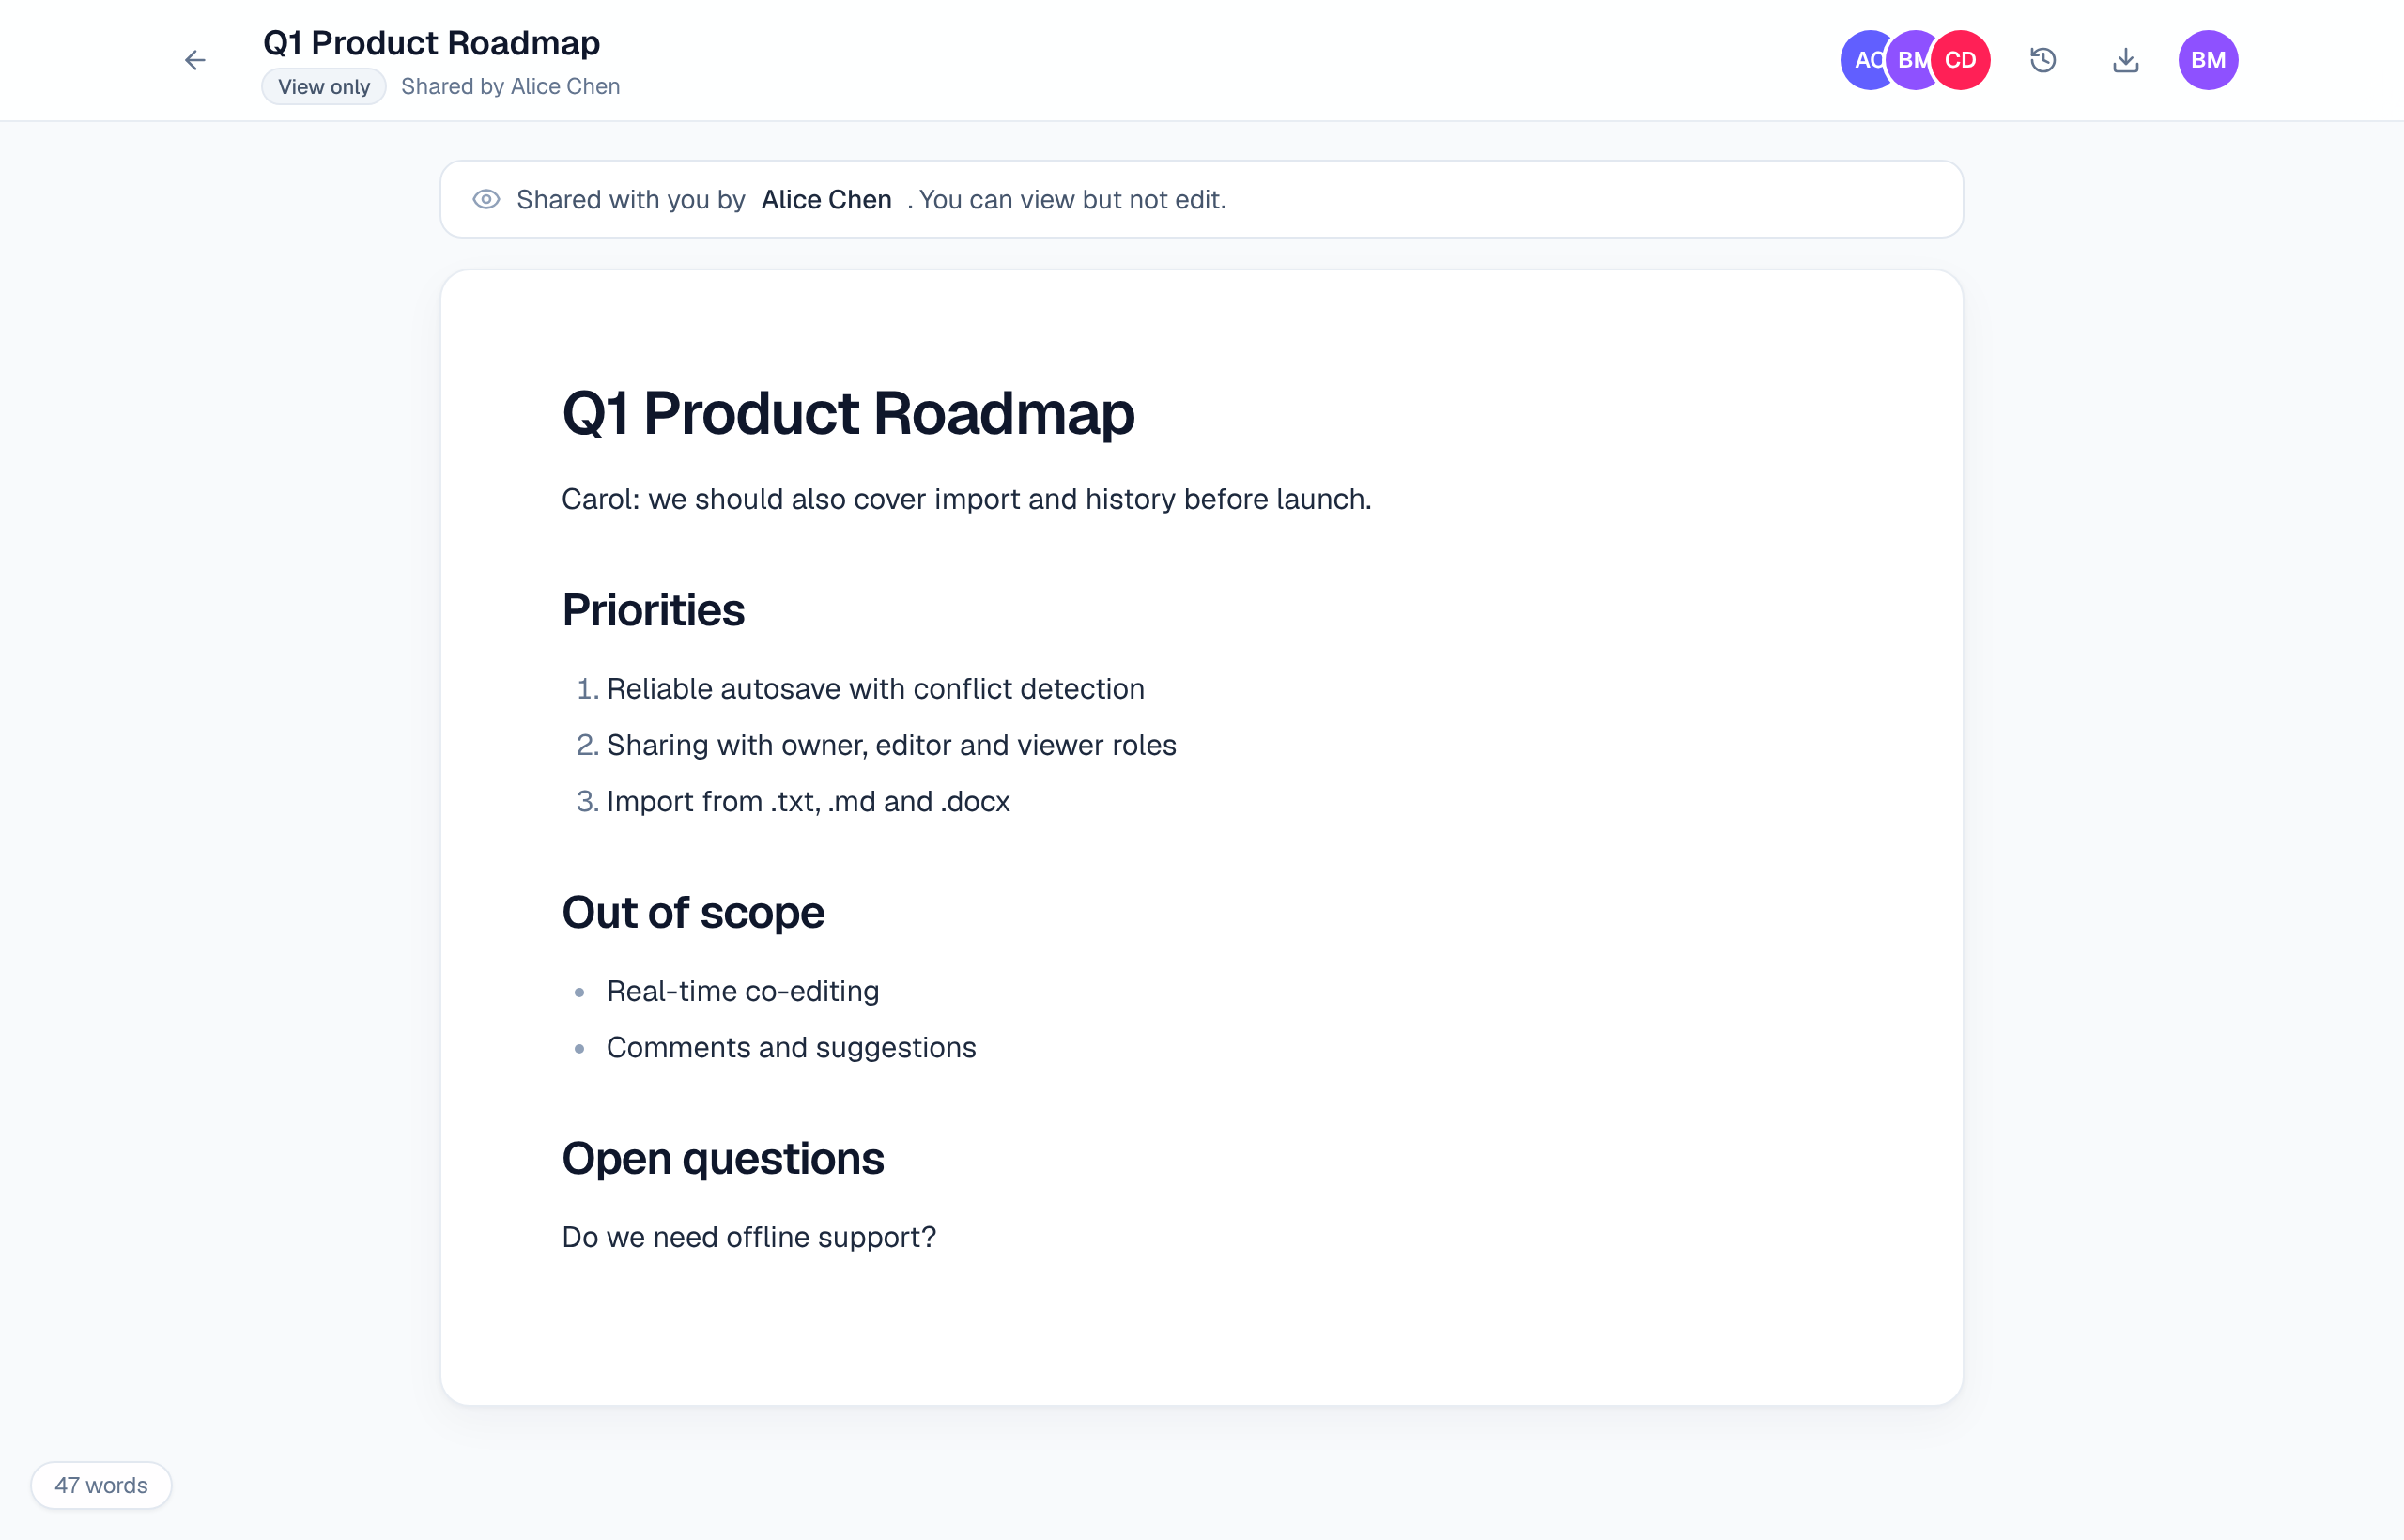 Q1 Product Roadmap
View only Shared by Alice Chen
AC BM CD BM
Shared with you by Alice Chen . You can view but not edit.
Q1 Product Roadmap
Carol: we should also cover import and history before launch.
Priorities
1. Reliable autosave with conflict detection
2. Sharing with owner, editor and viewer roles
3. Import from .txt, .md and .docx
Out of scope
• Real-time co-editing
• Comments and suggestions
Open questions
Do we need offline support?
47 words